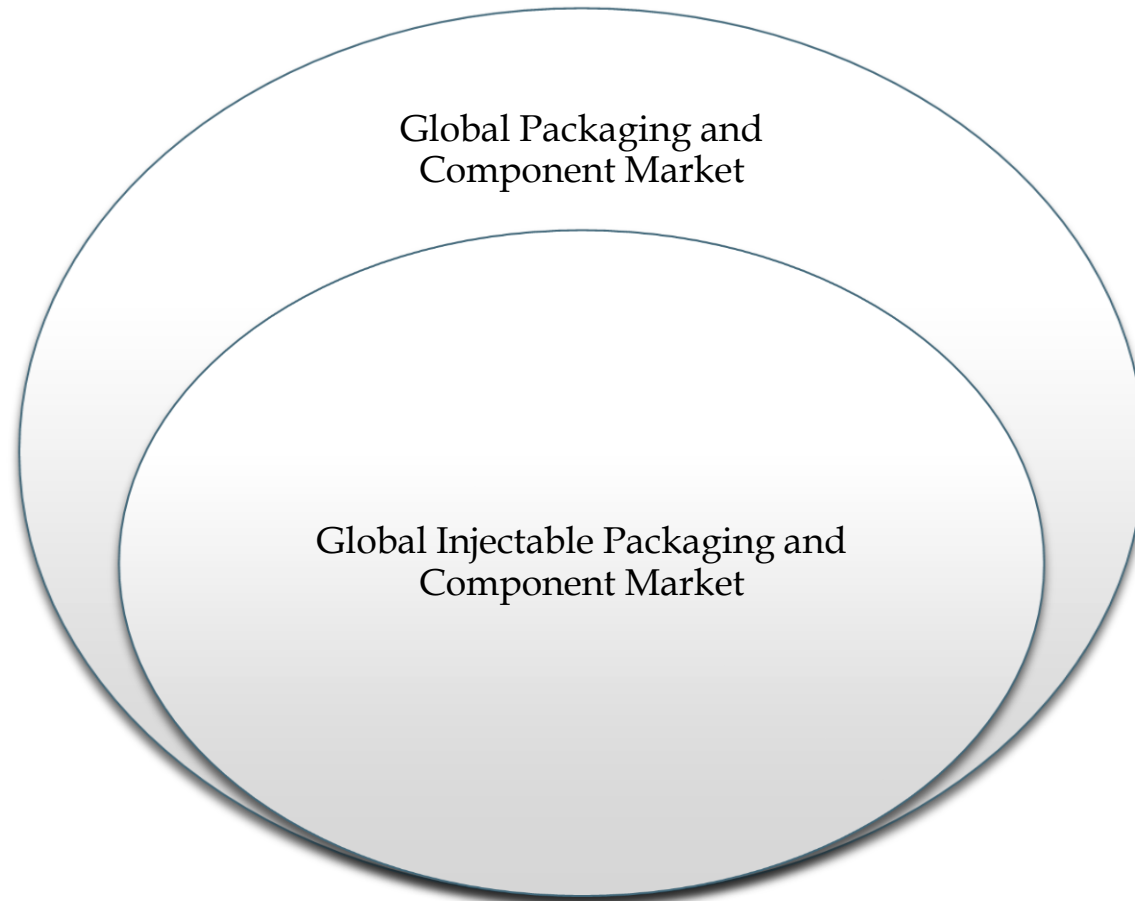 Global Packaging and
Component Market
Global Injectable Packaging and
Component Market